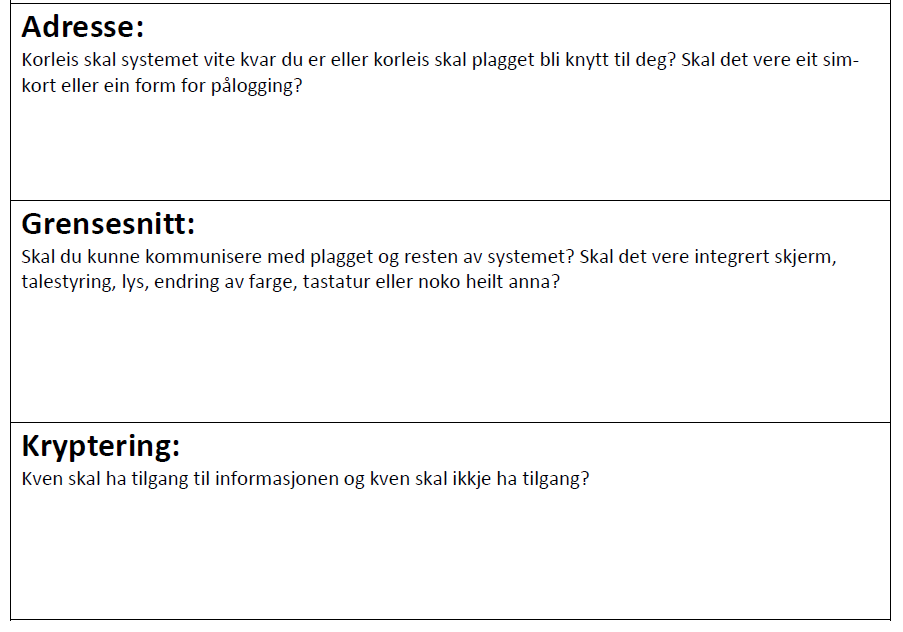 Adresse:
Korleis skal systemet vite kvar du er eller korleis skal plagget bli knytt til deg? Skal det vere eit sim-
kort eller ein form for pålogging?
Grensesnitt:
Skal du kunne kommunisere med plagget og resten av systemet? Skal det vere integrert skjerm,
talestyring, lys, endring av farge, tastatur eller noko heilt anna?
Kryptering:
Kven skal ha tilgang til informasjonen og kven skal ikkje ha tilgang?